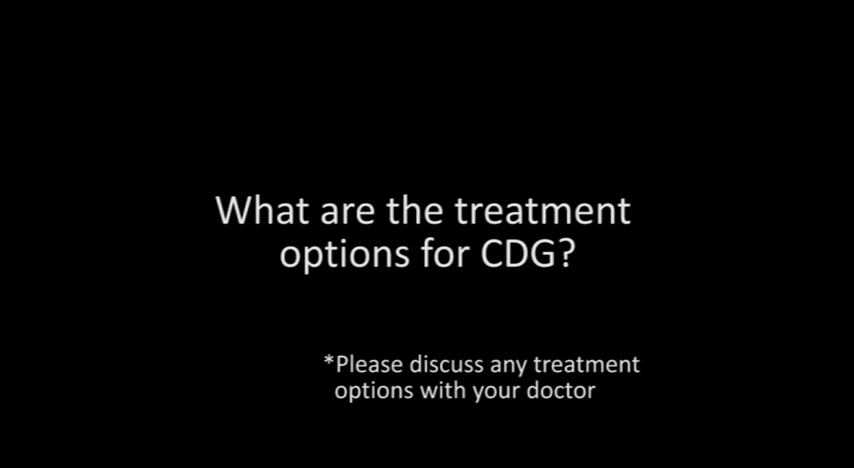 What are the treatment
options for CDG?
*Please discuss any treatment
options with your doctor